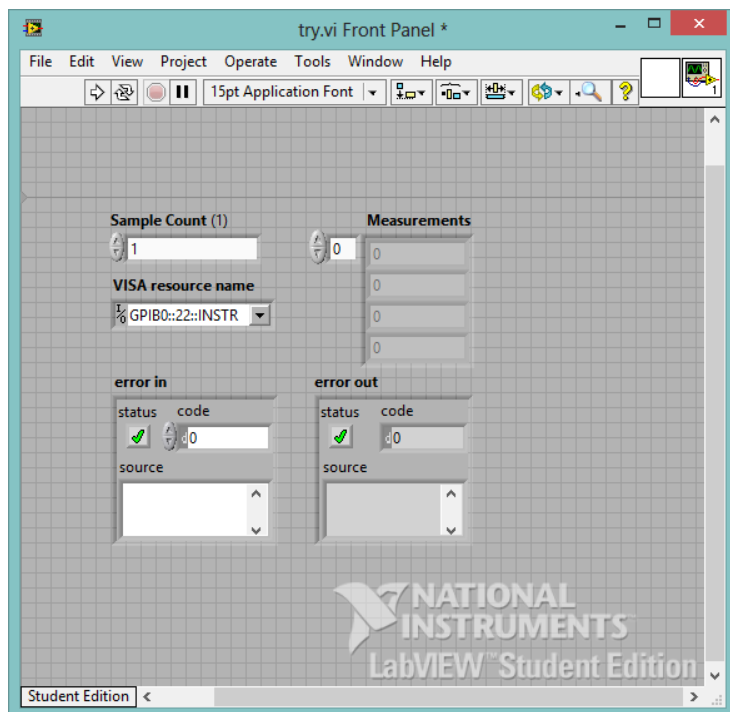 try.vi Front Panel *
File Edit View Project Operate Tools Window Help
15pt Application Font
1
Sample Count (1)
1
VISA resource name
I/O GPIB0::22::INSTR
0
Measurements
0
0
0
0
error in
status code
d 0
source
error out
status code
d 0
source
NATIONAL
INSTRUMENTS
LabVIEW™ Student Edition
Student Edition